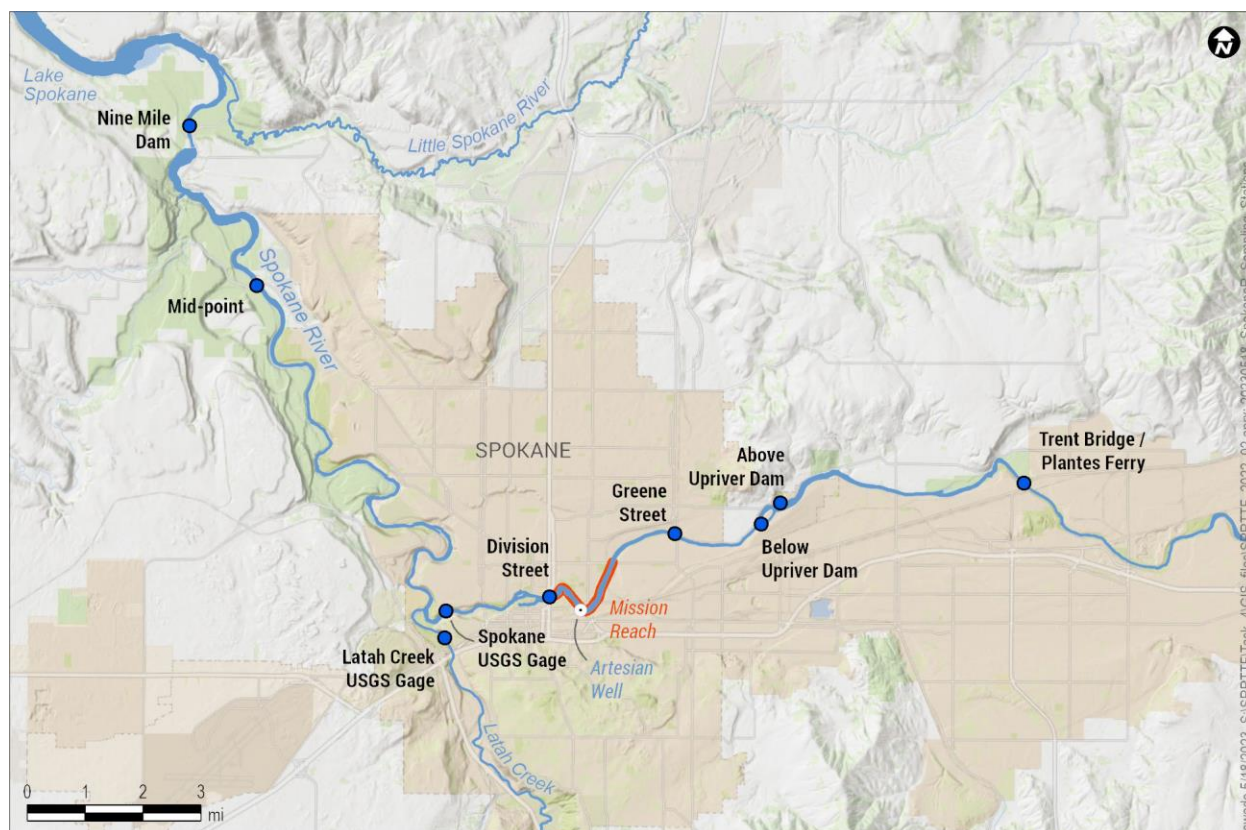 N
Lake
Spokane
Nine Mile
Dam
Little Spokane River
Spokane River
Mid-point
SPOKANE
Trent Bridge /
Plantes Ferry
Above
Upriver Dam
Greene
Street
Below
Upriver Dam
Division
Street
Mission
Reach
Spokane
USGS Gage
Latah Creek
USGS Gage
Artesian
Well
Latah Creek
0 1 2 3
mi